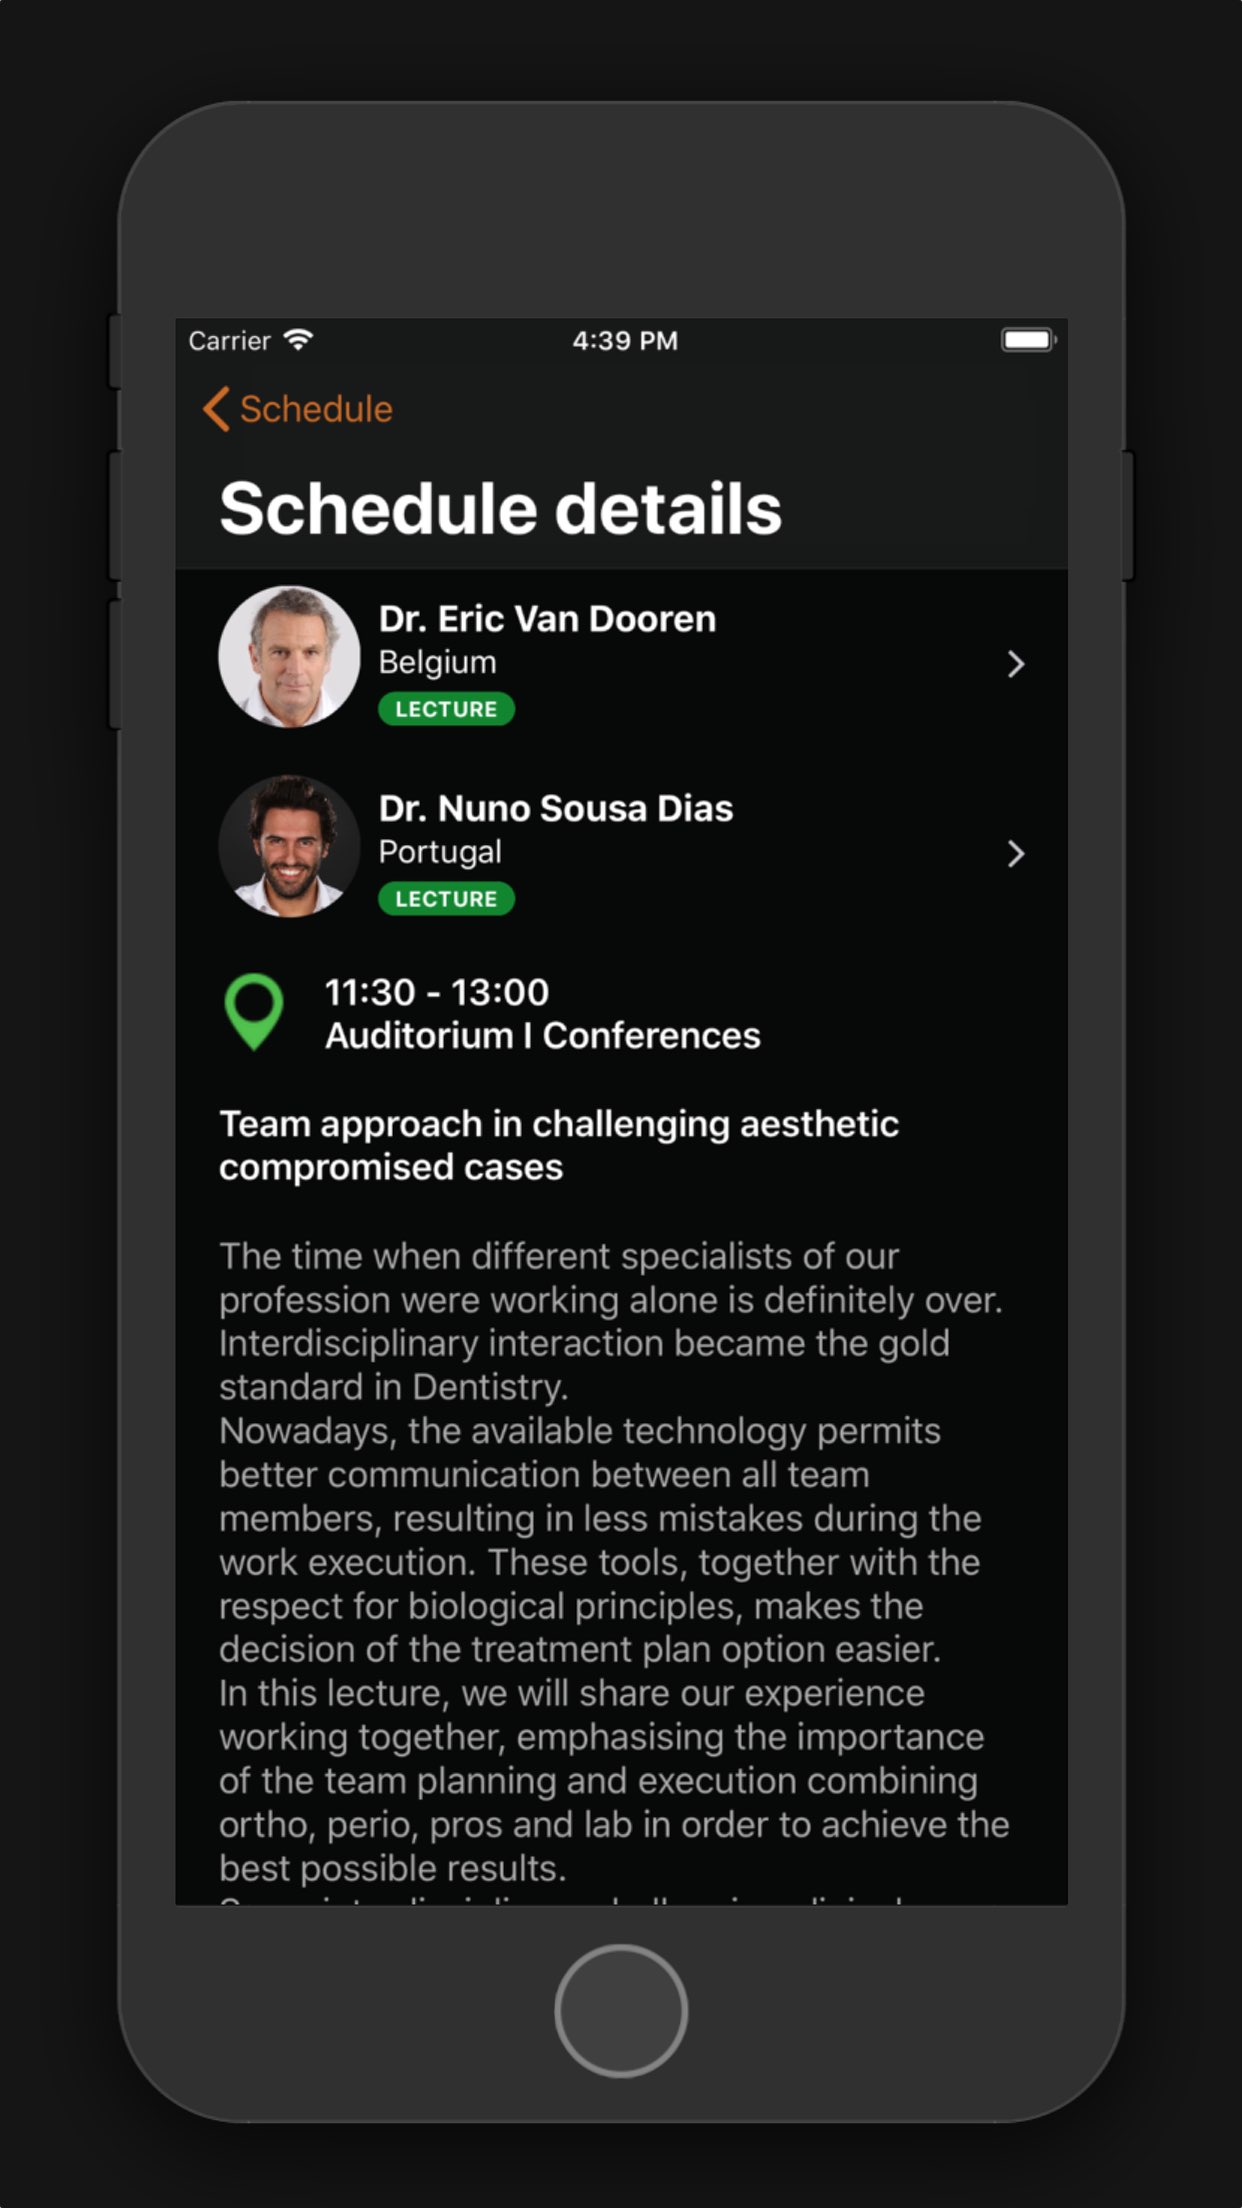 Carrier 4:39 PM
Schedule
Schedule details
Dr. Eric Van Dooren
Belgium
LECTURE
Dr. Nuno Sousa Dias
Portugal
LECTURE
11:30 - 13:00
Auditorium I Conferences
Team approach in challenging aesthetic
compromised cases
The time when different specialists of our
profession were working alone is definitely over.
Interdisciplinary interaction became the gold
standard in Dentistry.
Nowadays, the available technology permits
better communication between all team
members, resulting in less mistakes during the
work execution. These tools, together with the
respect for biological principles, makes the
decision of the treatment plan option easier.
In this lecture, we will share our experience
working together, emphasising the importance
of the team planning and execution combining
ortho, perio, pros and lab in order to achieve the
best possible results.